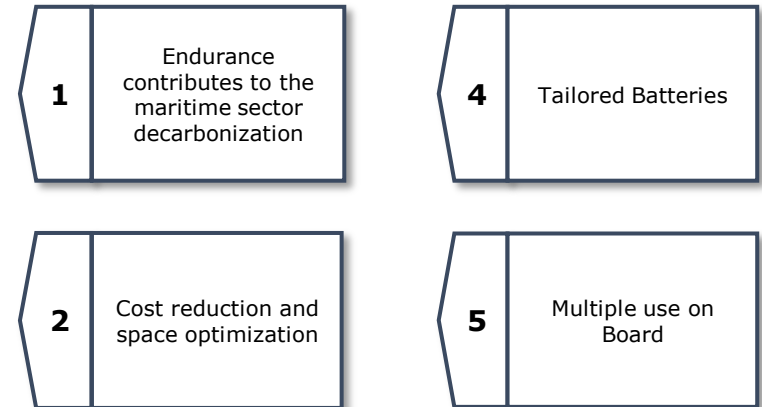 1
Endurance
contributes to the
maritime sector
decarbonization
2
Cost reduction and
space optimization
4
Tailored Batteries
5
Multiple use on
Board